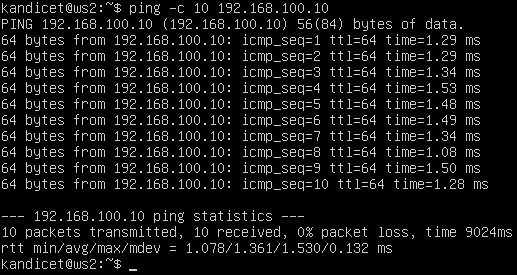 kandicet@ws2:~$ ping -c 10 192.168.100.10
PING 192.168.100.10 (192.168.100.10) 56(84) bytes of data.
64 bytes from 192.168.100.10: icmp_seq=1 ttl=64 time=1.29 ms
64 bytes from 192.168.100.10: icmp_seq=2 ttl=64 time=1.29 ms
64 bytes from 192.168.100.10: icmp_seq=3 ttl=64 time=1.34 ms
64 bytes from 192.168.100.10: icmp_seq=4 ttl=64 time=1.53 ms
64 bytes from 192.168.100.10: icmp_seq=5 ttl=64 time=1.48 ms
64 bytes from 192.168.100.10: icmp_seq=6 ttl=64 time=1.49 ms
64 bytes from 192.168.100.10: icmp_seq=7 ttl=64 time=1.34 ms
64 bytes from 192.168.100.10: icmp_seq=8 ttl=64 time=1.08 ms
64 bytes from 192.168.100.10: icmp_seq=9 ttl=64 time=1.50 ms
64 bytes from 192.168.100.10: icmp_seq=10 ttl=64 time=1.28 ms

--- 192.168.100.10 ping statistics ---
10 packets transmitted, 10 received, 0% packet loss, time 9024ms
rtt min/avg/max/mdev = 1.078/1.361/1.530/0.132 ms
kandicet@ws2:~$ _